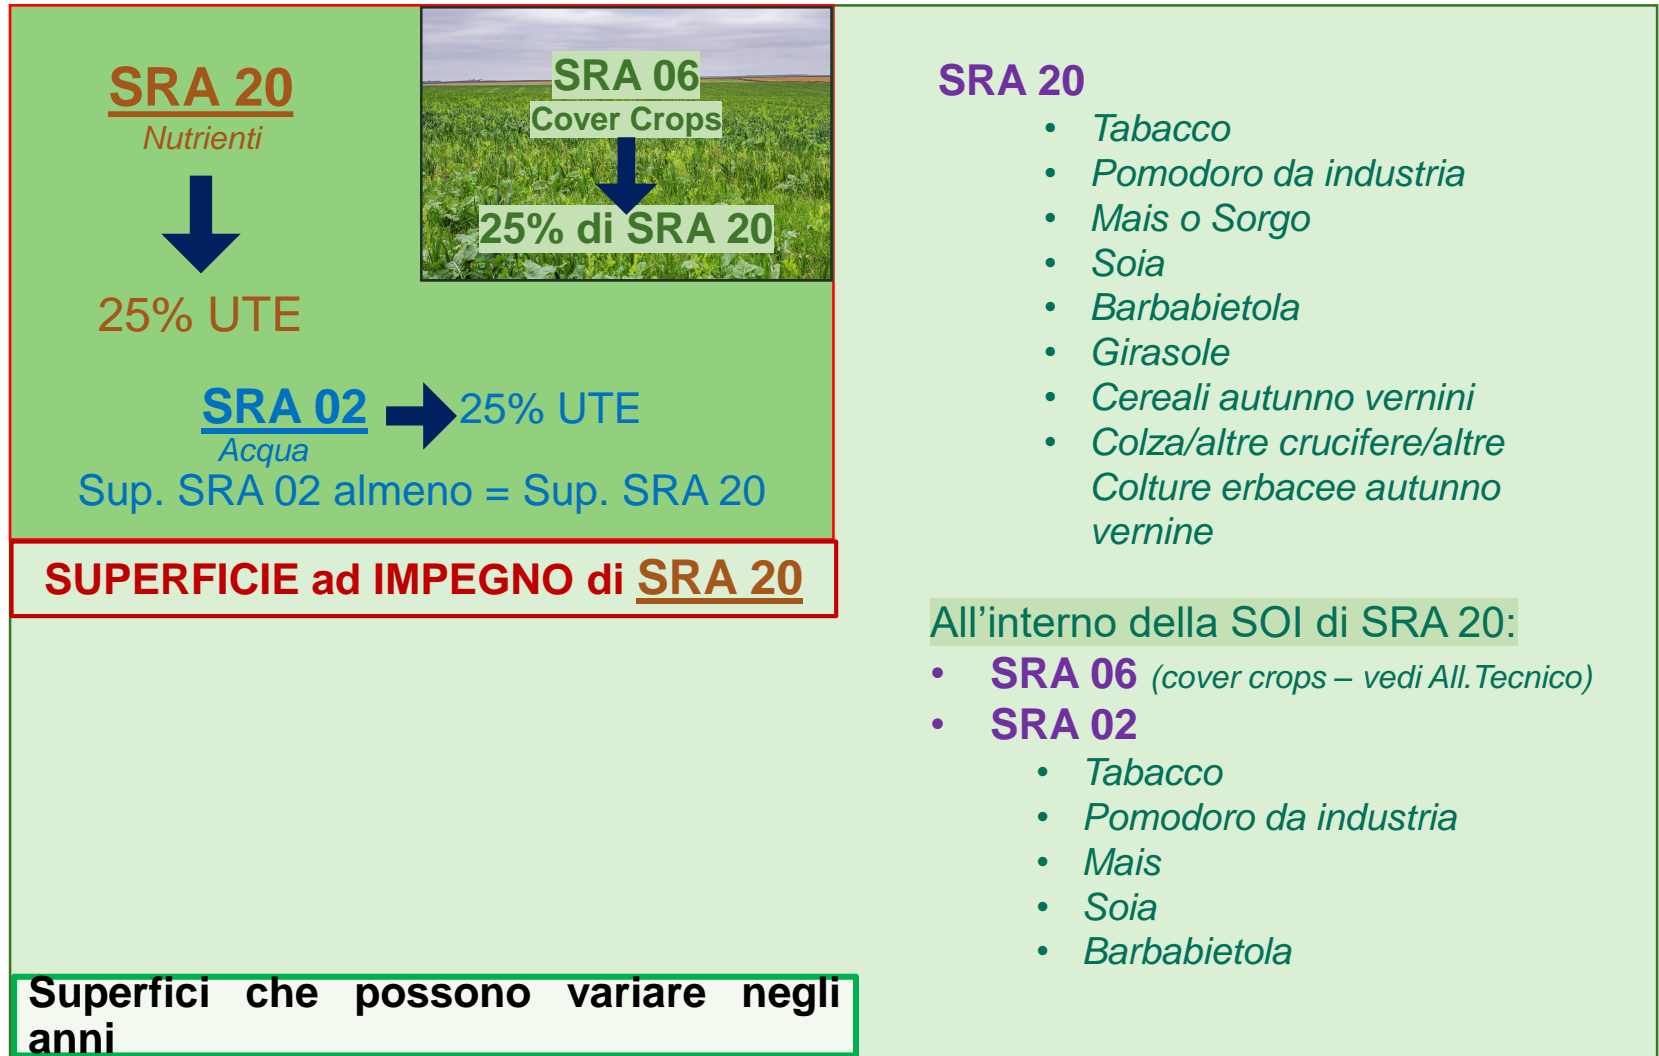 SRA 20
Nutrienti
25% UTE
SRA 06
Cover Crops
25% di SRA 20
SRA 02
Acqua
25% UTE
Sup. SRA 02 almeno = Sup. SRA 20
SUPERFICIE ad IMPEGNO di SRA 20
Superfici che possono variare negli
anni
SRA 20
• Tabacco
• Pomodoro da industria
• Mais o Sorgo
• Soia
• Barbabietola
• Girasole
• Cereali autunno vernini
• Colza/altre crucifere/altre
Colture erbacee autunno
vernine
All’interno della SOI di SRA 20:
• SRA 06 (cover crops – vedi All.Tecnico)
• SRA 02
• Tabacco
• Pomodoro da industria
• Mais
• Soia
• Barbabietola